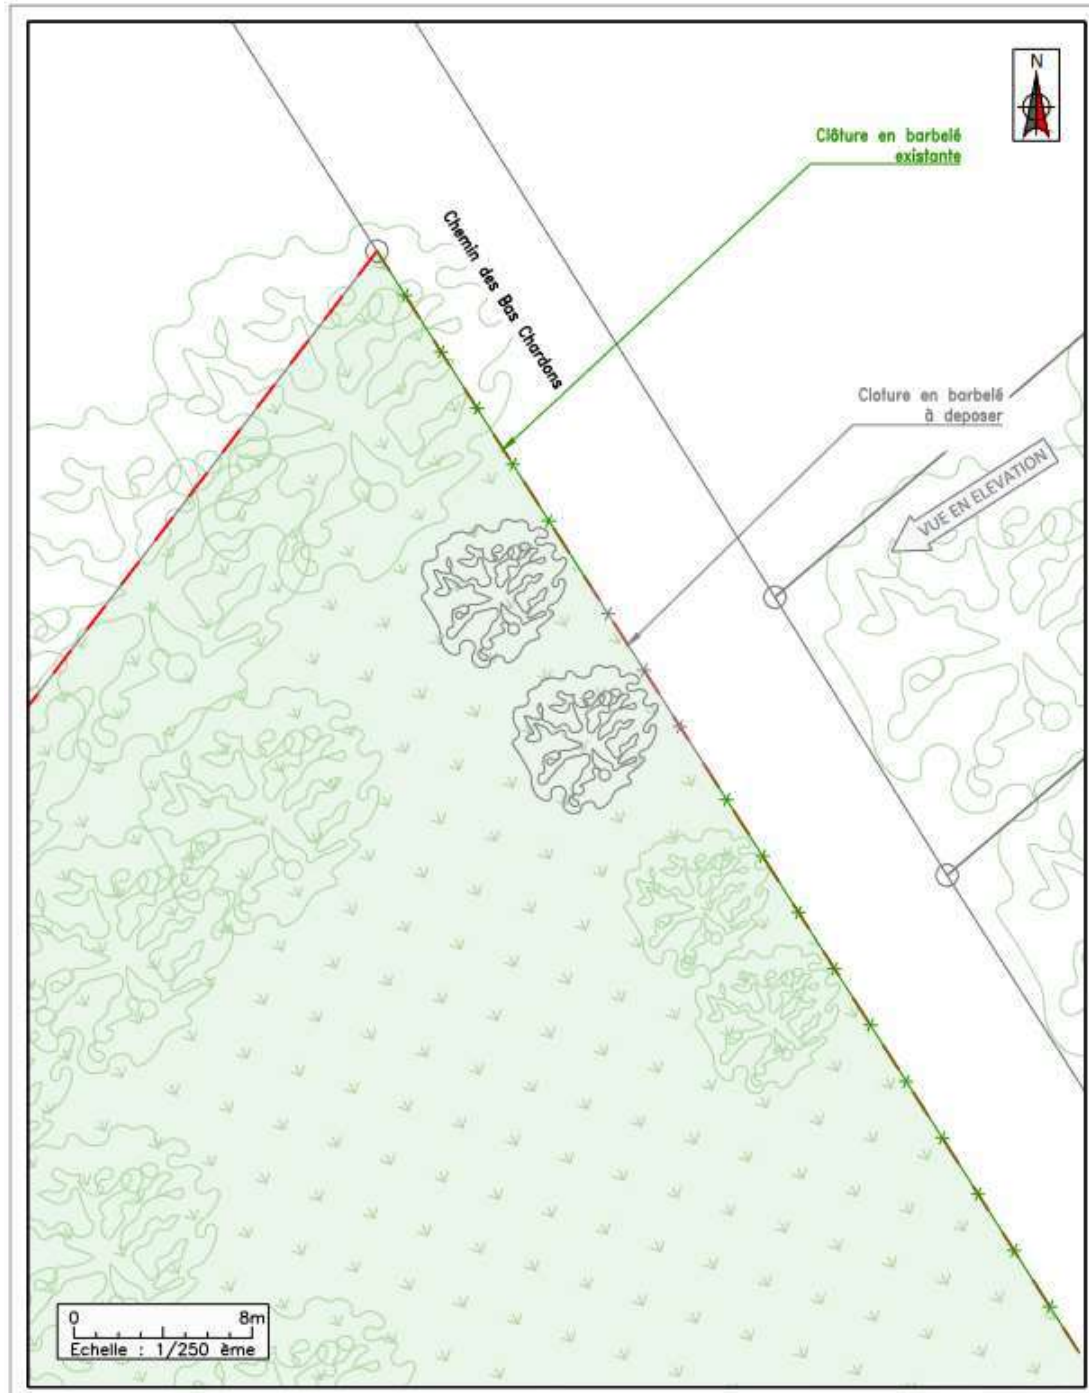 N
Clôture en barbelé
existante
Chemin des Bas Chardons
Cloture en barbelé
à deposer
VUE EN ELEVATION
0 8m
Echelle : 1/250 ème